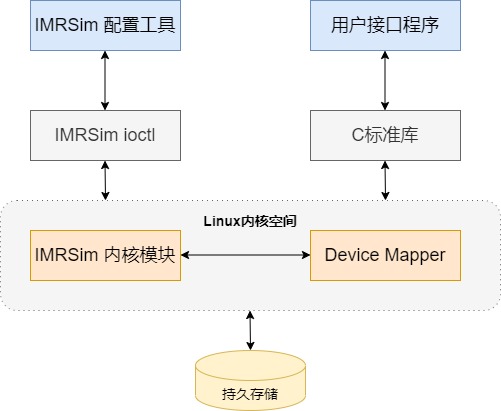 IMRSim 配置工具
用户接口程序
IMRSim ioctl
C标准库
Linux内核空间
IMRSim 内核模块
Device Mapper
持久存储